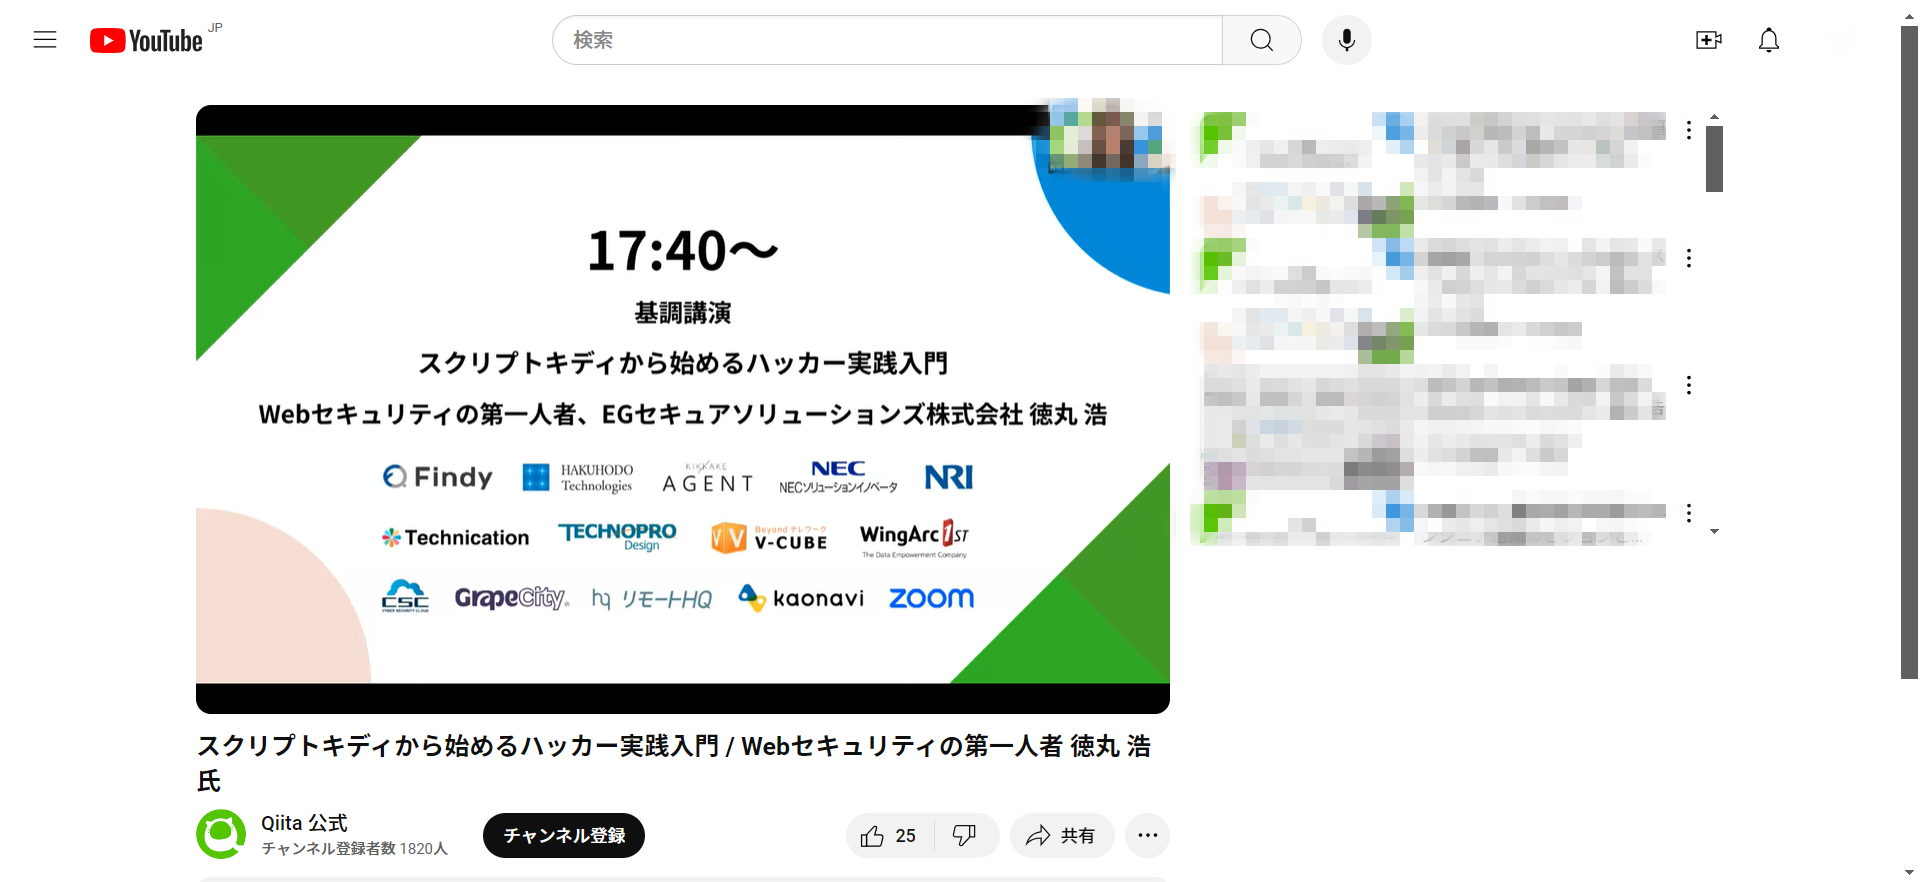 YouTube JP
検索
17:40〜
基調講演
スクリプトキディから始めるハッカー実践入門
Webセキュリティの第一人者、EGセキュアソリューションズ株式会社 徳丸 浩
Findy
HAKUHODO
Technologies
KIKKAKE
AGENT
NEC
NECソリューションイノベータ
NRI
Technication
TECHNOPRO
Design
Beyond テレワーク
V-CUBE
WingArc1ST
The Data Empowerment Company
CSC
CYBER SECURITY CLOUD
GrapeCity
hq リモートHQ
kaonavi
zoom
スクリプトキディから始めるハッカー実践入門 / Webセキュリティの第一人者 徳丸 浩
氏
Qiita 公式
チャンネル登録者数 1820人
チャンネル登録
25
共有